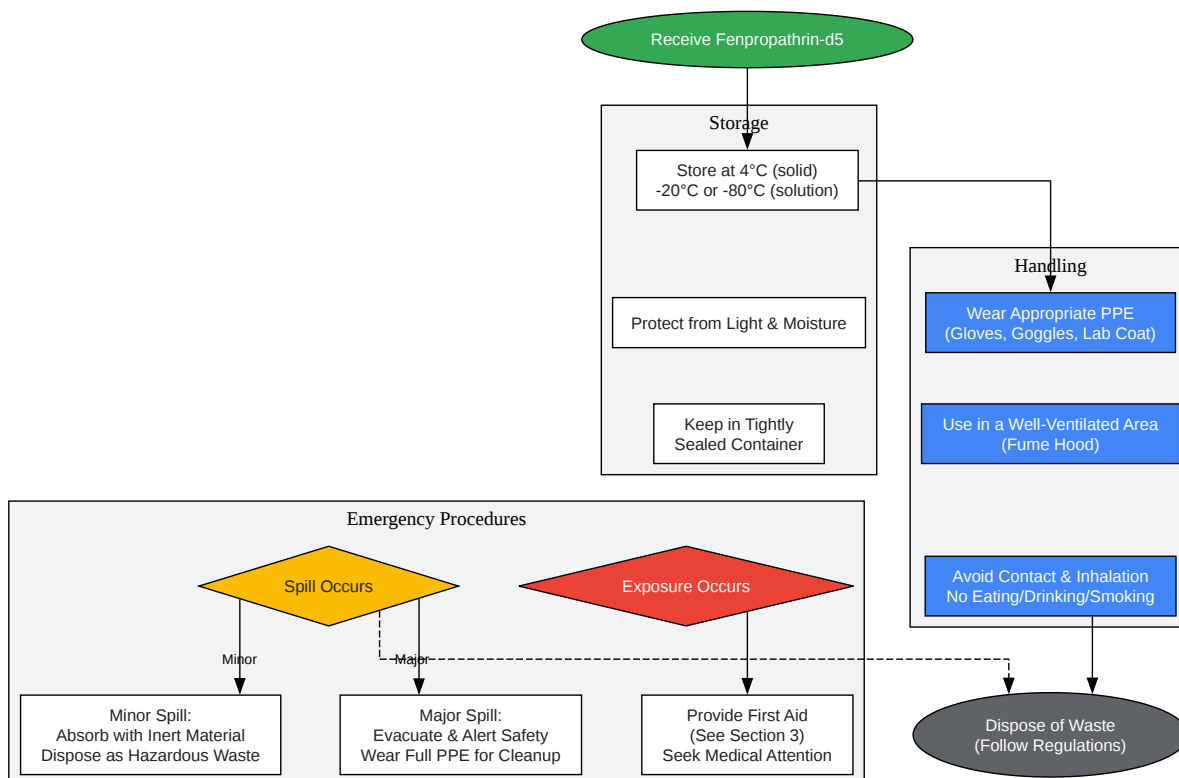 Receive Fenpropathrin-d5
Storage
Store at 4°C (solid)
-20°C or -80°C (solution)
Protect from Light & Moisture
Keep in Tightly
Sealed Container
Handling
Wear Appropriate PPE
(Gloves, Goggles, Lab Coat)
Use in a Well-Ventilated Area
(Fume Hood)
Avoid Contact & Inhalation
No Eating/Drinking/Smoking
Emergency Procedures
Spill Occurs
Exposure Occurs
Minor
Major
Minor Spill:
Absorb with Inert Material
Dispose as Hazardous Waste
Major Spill:
Evacuate & Alert Safety
Wear Full PPE for Cleanup
Provide First Aid
(See Section 3)
Seek Medical Attention
Dispose of Waste
(Follow Regulations)